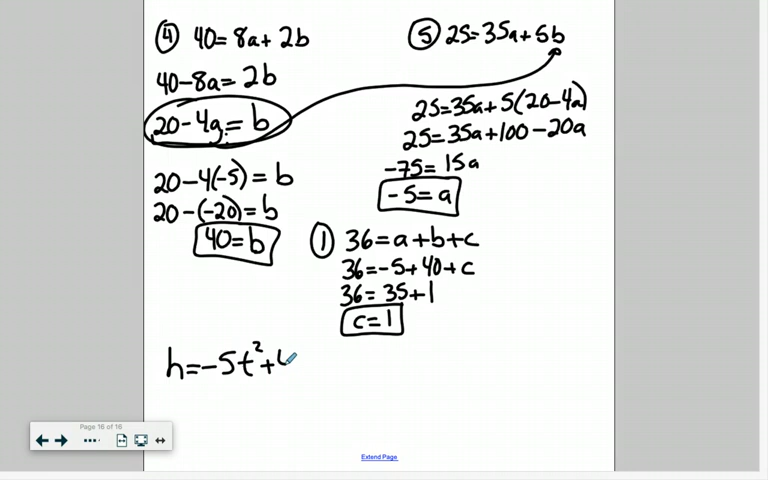 ④ 40=8a+2b
40-8a=2b
20-4a=b
20-4(-5)=b
20-(-20)=b
40=b
⑤ 25=35a+5b
25=35a+5(20-4a)
25=35a+100-20a
-75=15a
-5=a
① 36=a+b+c
36=-5+40+c
36=35+1
c=1
h=-5t²+4
Page 16 of 16
Extend Page